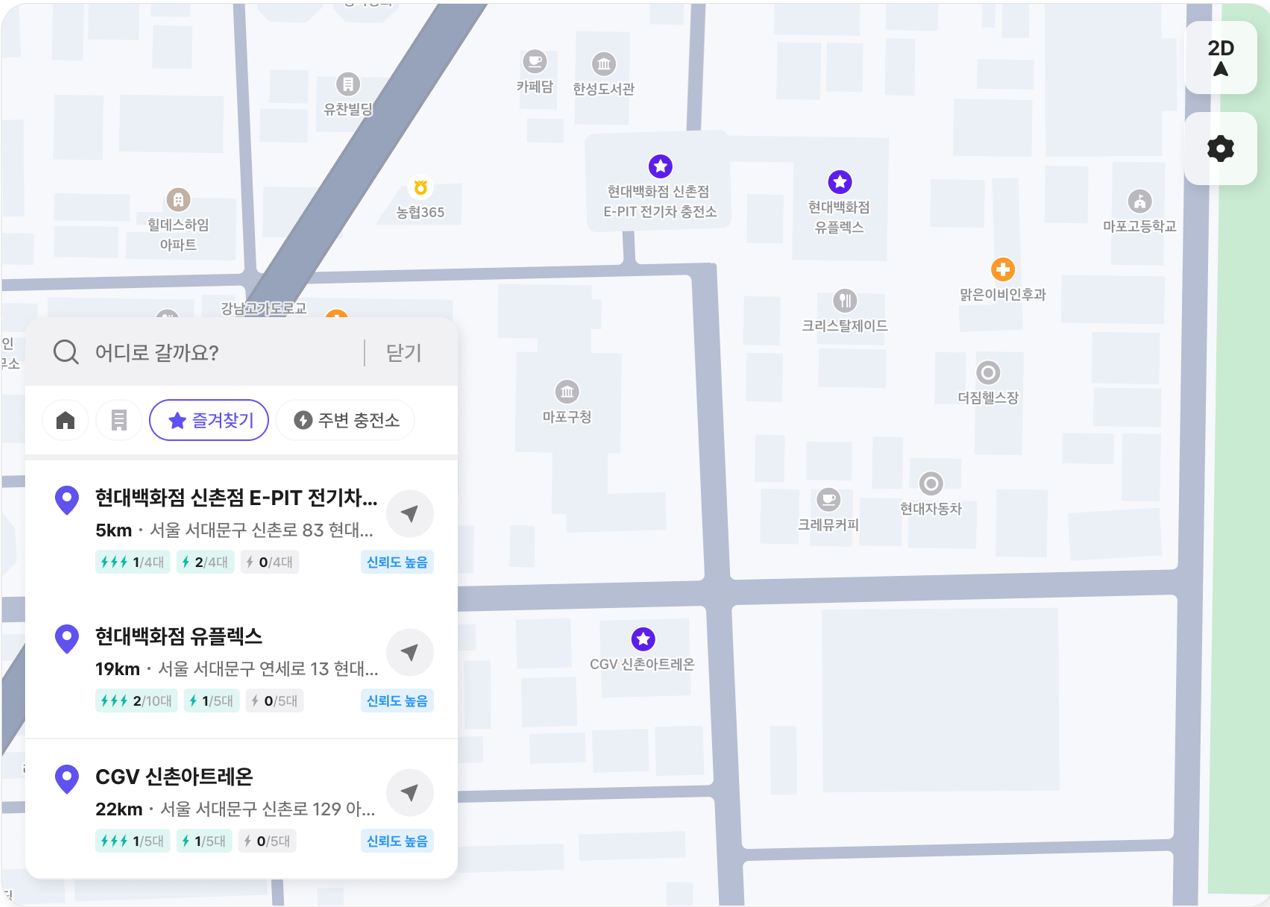 2D
카페담
한성도서관
유찬빌딩
현대백화점 신촌점
E-PIT 전기차 충전소
현대백화점
유플렉스
농협365
힐데스하임
아파트
마포고등학교
맑은이비인후과
강남고가도로교
크리스탈제이드
인
어디로 갈까요?
닫기
즐겨찾기
주변 충전소
더짐헬스장
마포구청
현대백화점 신촌점 E-PIT 전기차...
5km · 서울 서대문구 신촌로 83 현대...
1/4대
2/4대
0/4대
신뢰도 높음
크레뮤커피
현대자동차
현대백화점 유플렉스
19km · 서울 서대문구 연세로 13 현대...
2/10대
1/5대
0/5대
신뢰도 높음
CGV 신촌아트레온
CGV 신촌아트레온
22km · 서울 서대문구 신촌로 129 아...
1/5대
1/5대
0/5대
신뢰도 높음